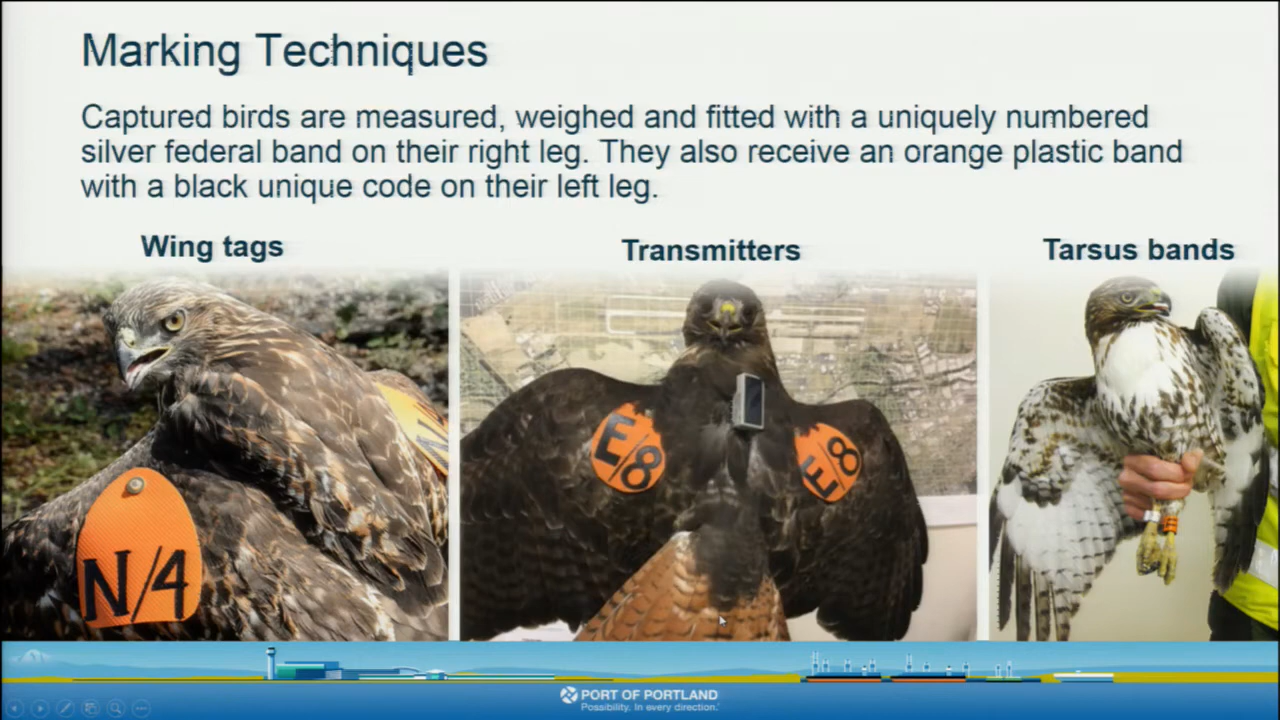 Marking Techniques
Captured birds are measured, weighed and fitted with a uniquely numbered
silver federal band on their right leg. They also receive an orange plastic band
with a black unique code on their left leg.
Wing tags
Transmitters
Tarsus bands
N/4
E/8
E/8
PORT OF PORTLAND
Possibility. In every direction.